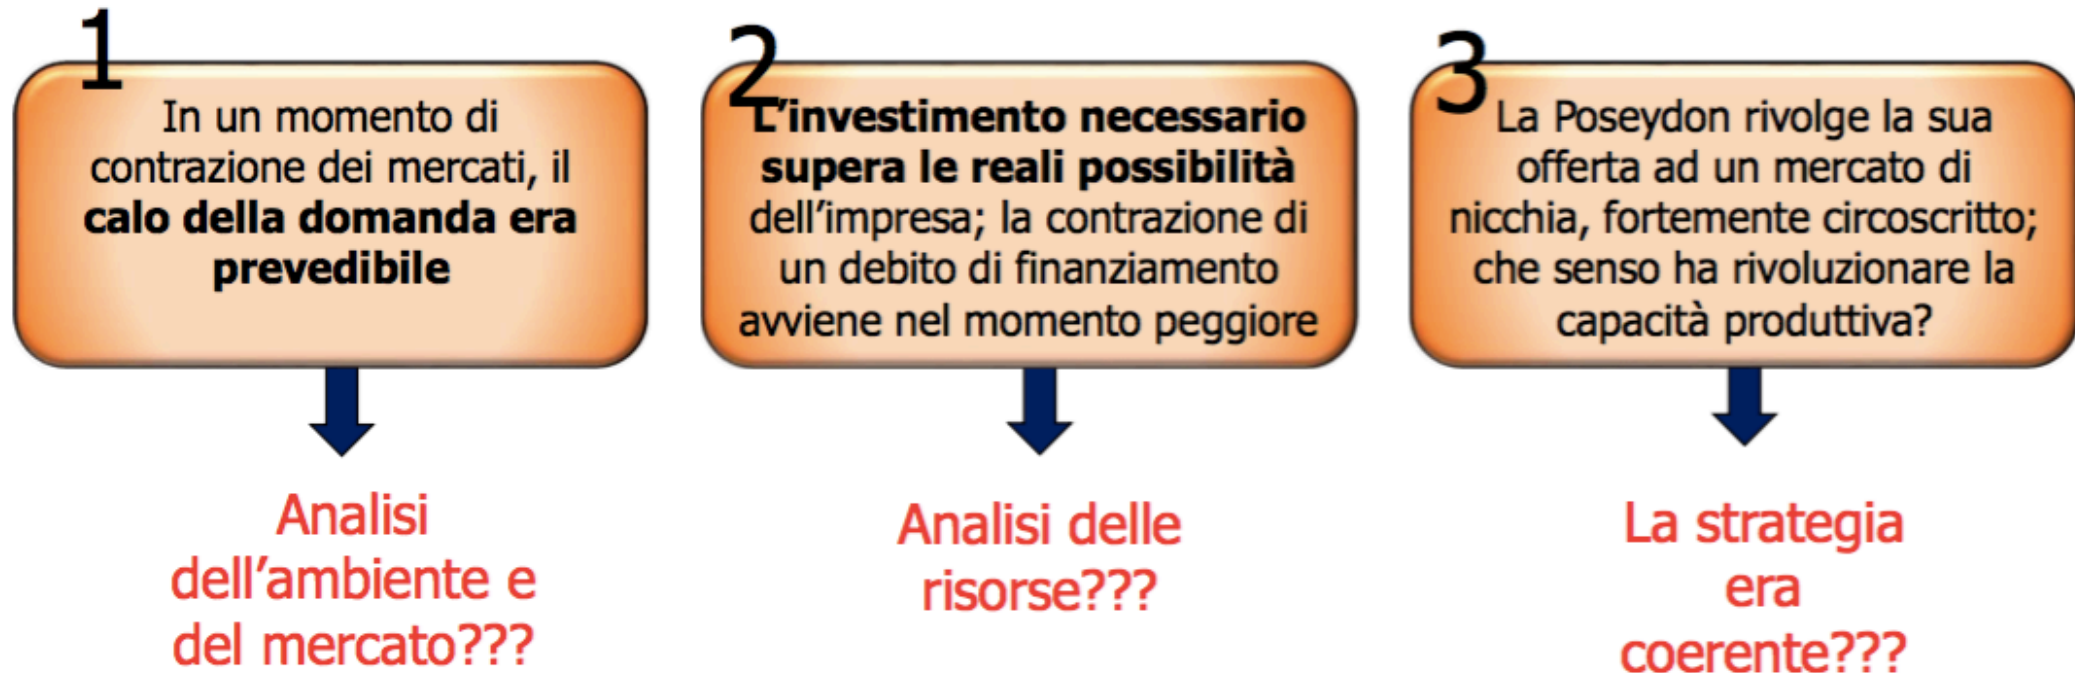 1
In un momento di
contrazione dei mercati, il
calo della domanda era
prevedibile
Analisi
dell'ambiente e
del mercato???
2
L'investimento necessario
supera le reali possibilità
dell'impresa; la contrazione di
un debito di finanziamento
avviene nel momento peggiore
Analisi delle
risorse???
3
La Poseydon rivolge la sua
offerta ad un mercato di
nicchia, fortemente circoscritto;
che senso ha rivoluzionare la
capacità produttiva?
La strategia
era
coerente???